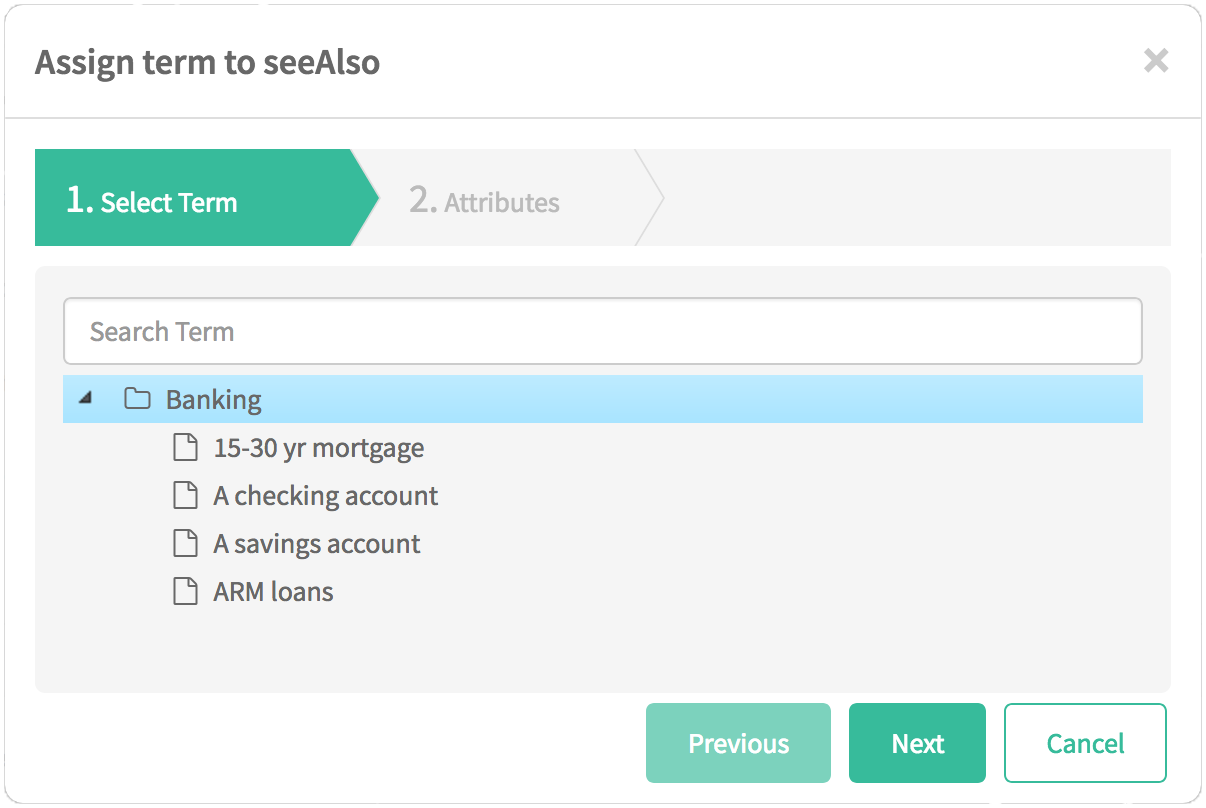 Assign term to seeAlso
1. Select Term
2. Attributes
Search Term
Banking
15-30 yr mortgage
A checking account
A savings account
ARM loans
Previous
Next
Cancel